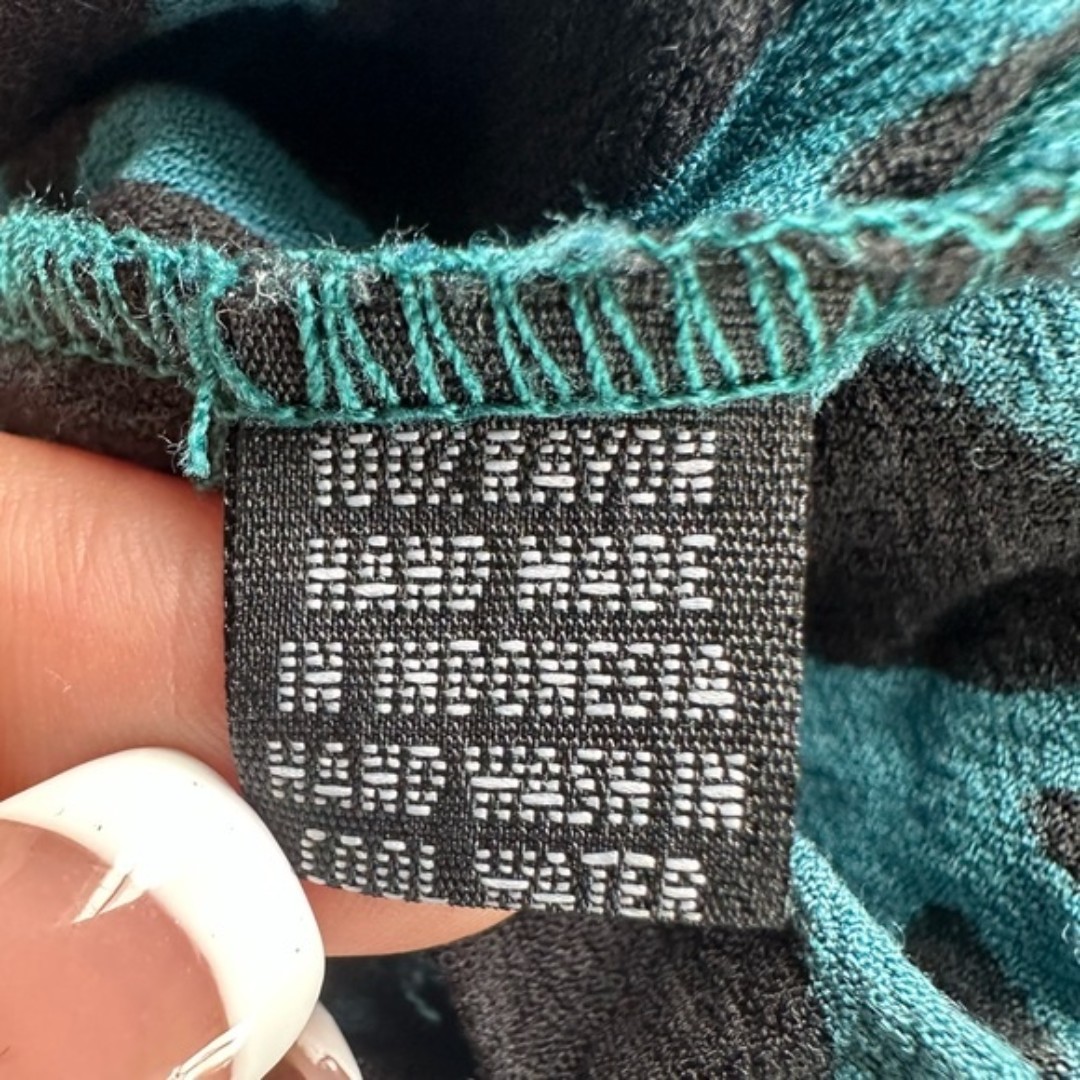 100% RAYON
HAND MADE
IN INDONESIA
HAND WASH IN
COOL WATER